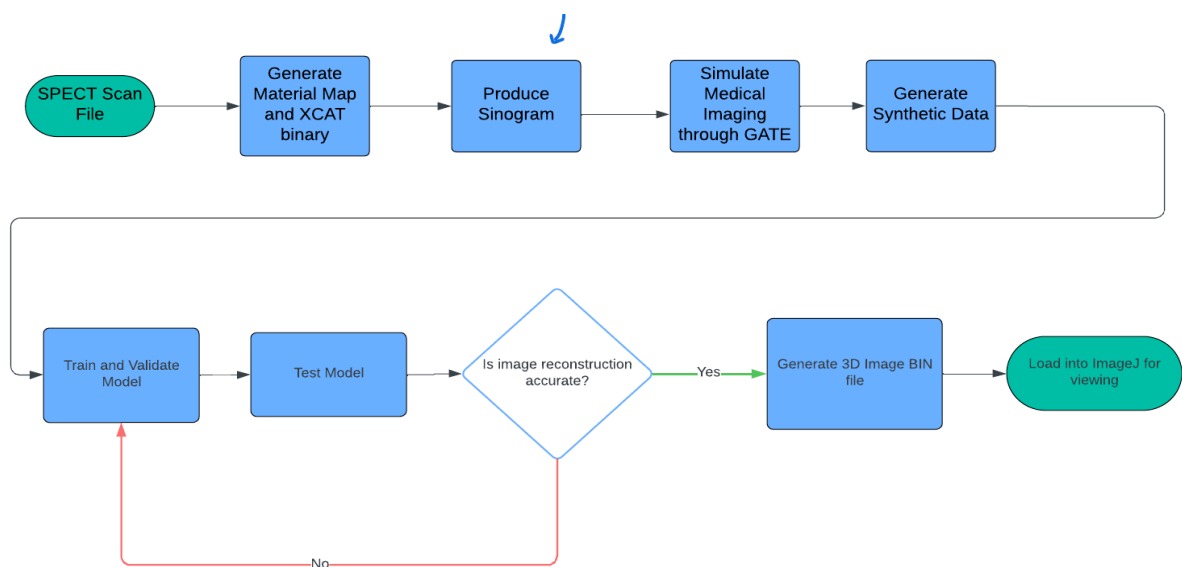 SPECT Scan
File
Generate
Material Map
and XCAT
binary
Produce
Sinogram
Simulate
Medical
Imaging
through GATE
Generate
Synthetic Data
Train and Validate
Model
Test Model
Is image reconstruction
accurate?
Yes
Generate 3D Image BIN
file
Load into ImageJ for
viewing
No